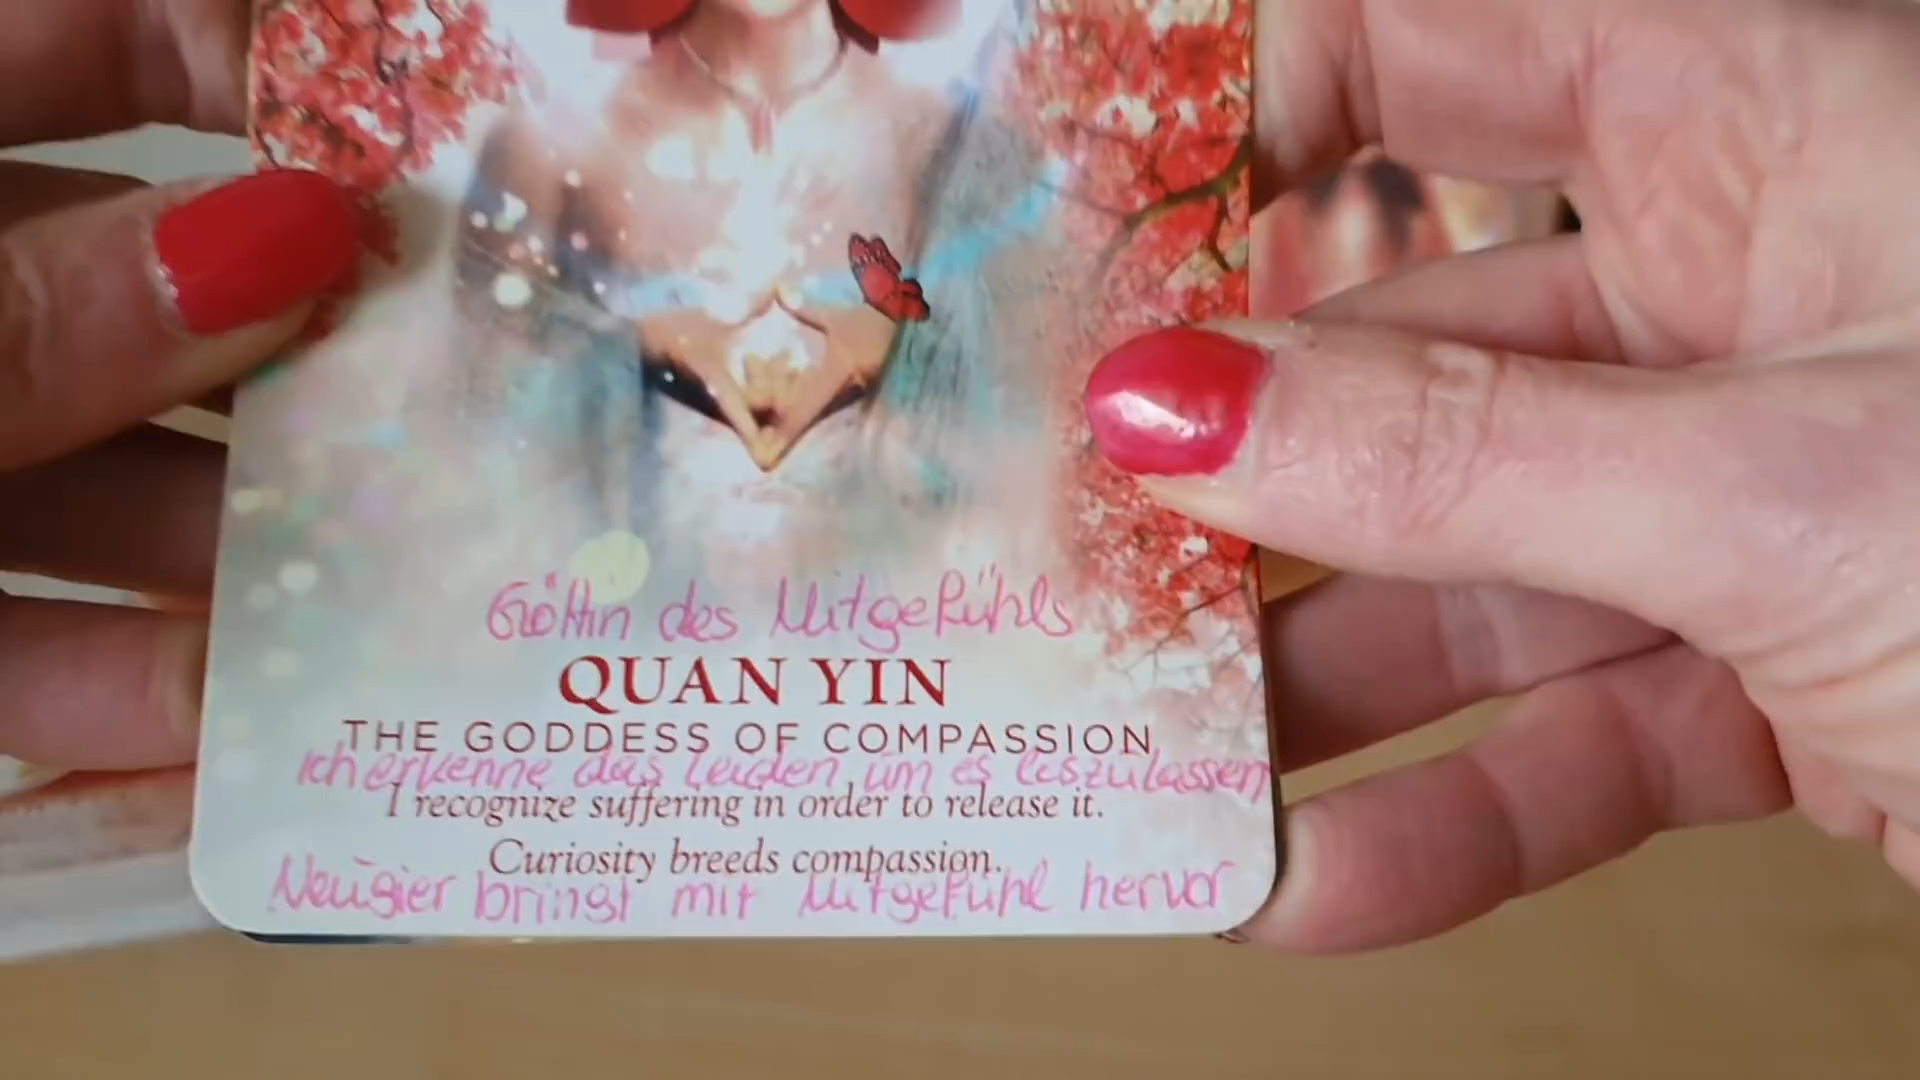 Göttin des Mitgefühls
QUAN YIN
THE GODDESS OF COMPASSION
ich erkenne das Leiden um es loszulassen
I recognize suffering in order to release it.
Curiosity breeds compassion.
Neugier bringt mit Mitgefühl hervor